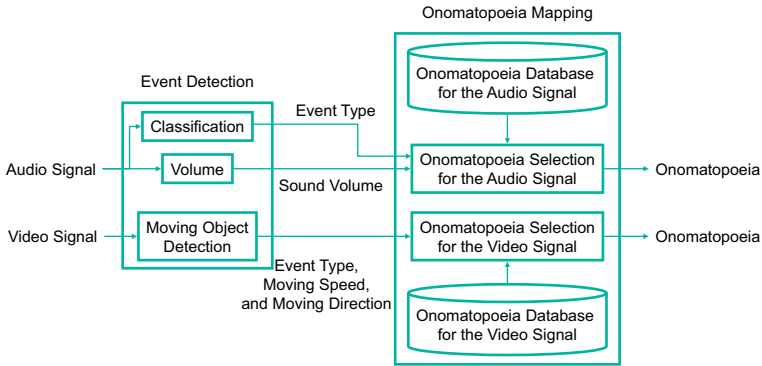 Onomatopoeia Mapping
Onomatopoeia Database
for the Audio Signal
Event Detection
Event Type
Classification
Audio Signal
Volume
Sound Volume
Onomatopoeia Selection
for the Audio Signal
Onomatopoeia
Video Signal
Moving Object
Detection
Onomatopoeia Selection
for the Video Signal
Onomatopoeia
Event Type,
Moving Speed,
and Moving Direction
Onomatopoeia Database
for the Video Signal